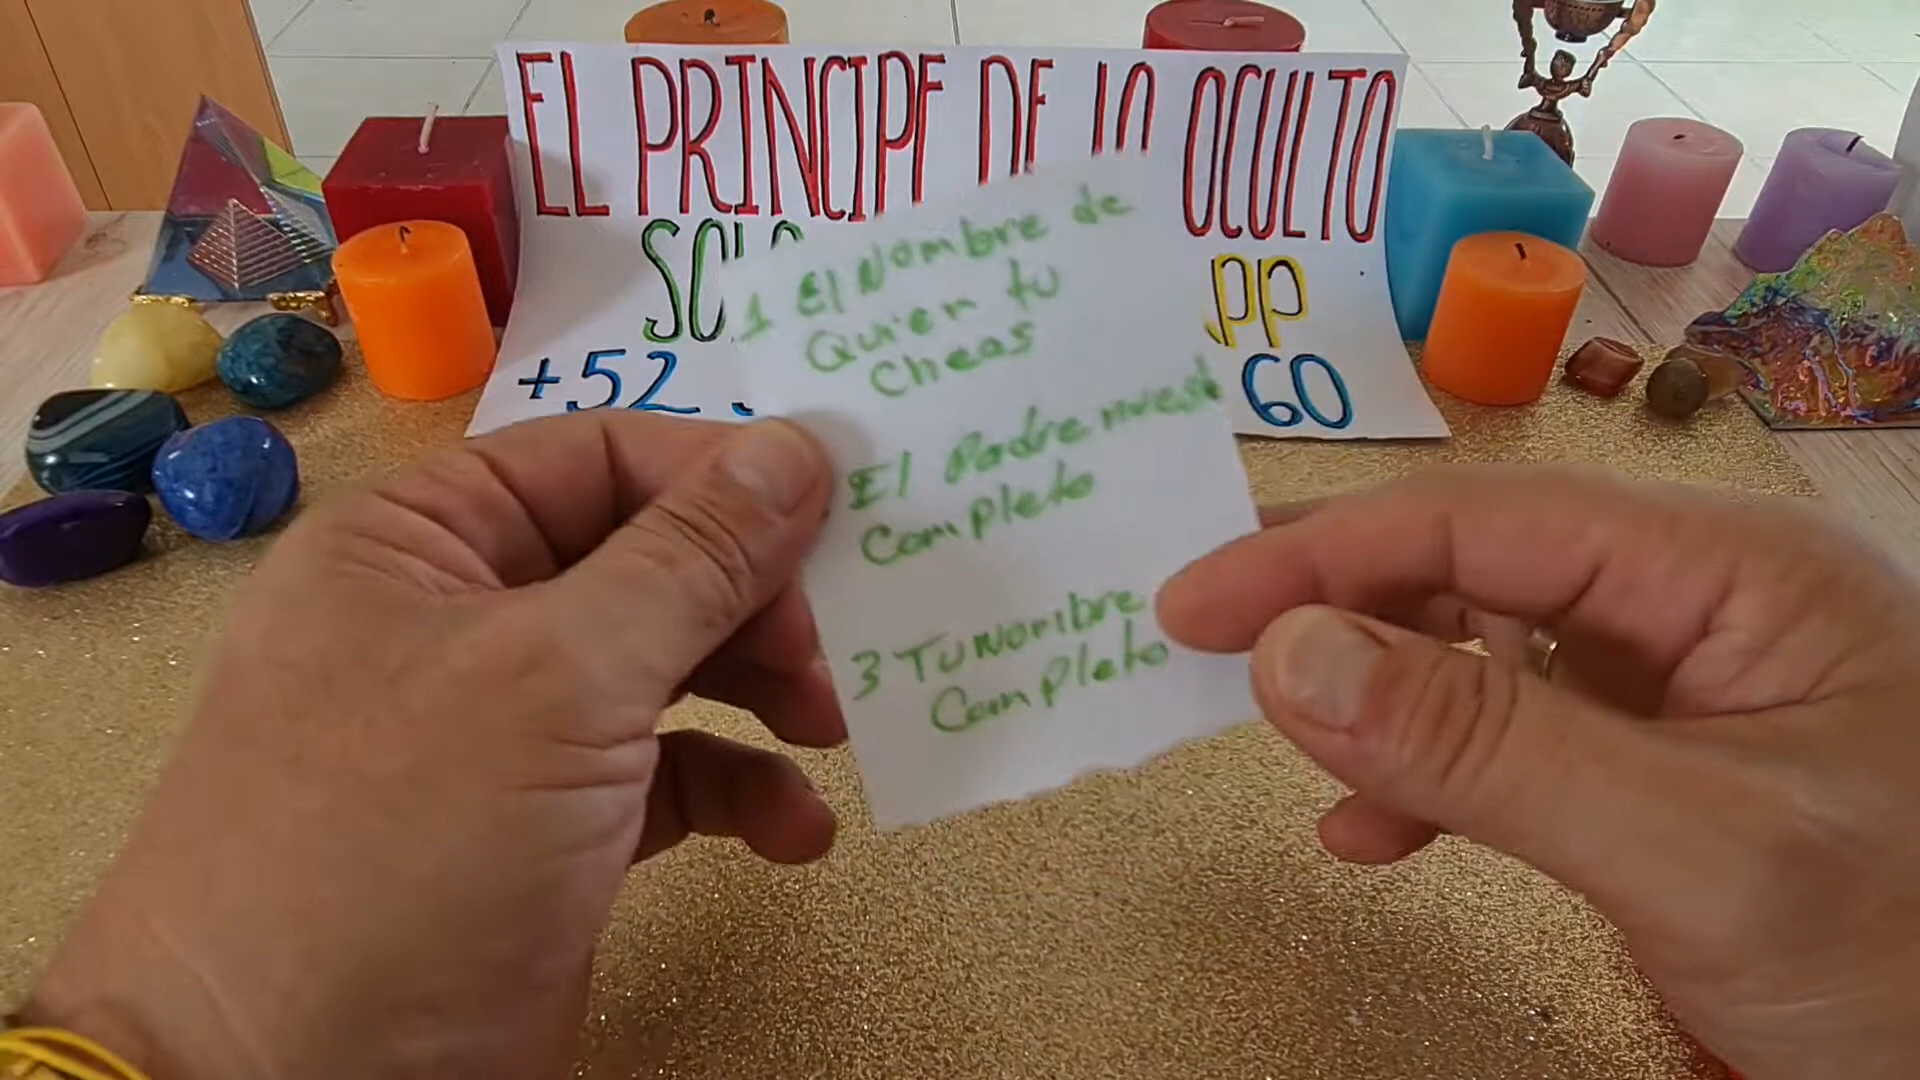 EL PRINCIPE DE LO OCULTO
SOLO
PP
+52
60
1 El Nombre de
Quien tu
Cheas
El Padre nuest
Completo
3 Tu Nombre
Completo